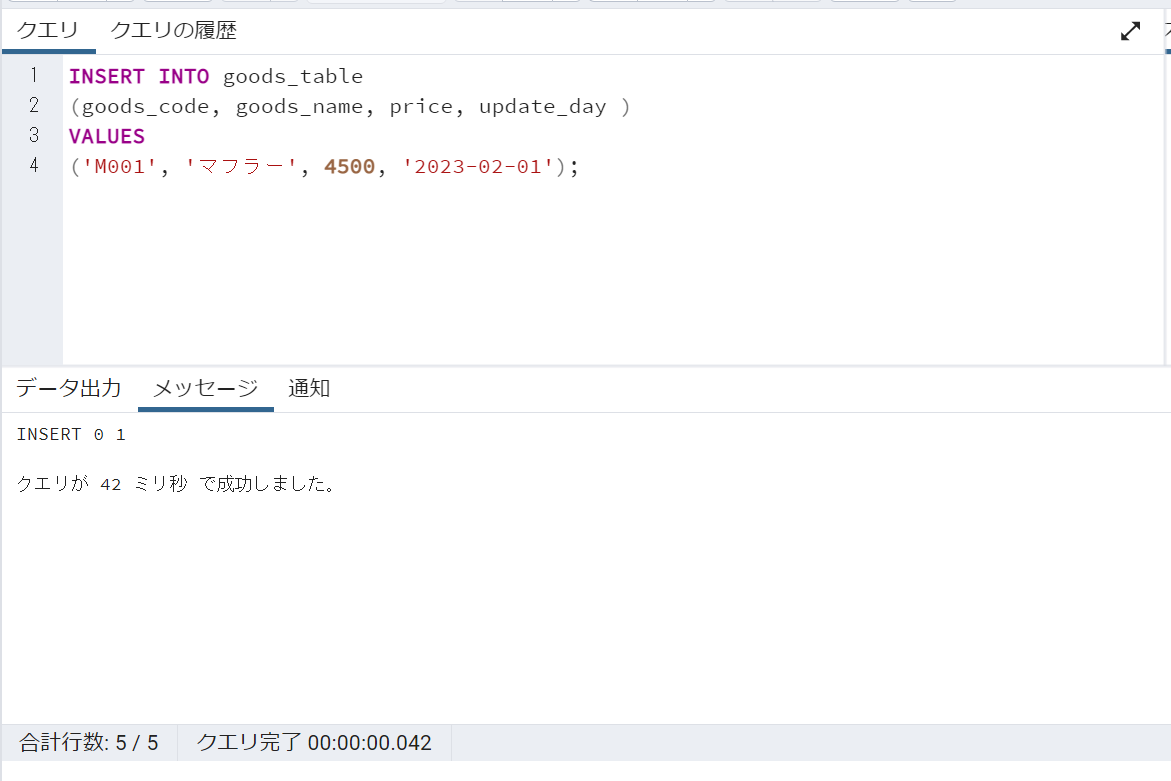 クエリ クエリの履歴
1 INSERT INTO goods_table
2 (goods_code, goods_name, price, update_day )
3 VALUES
4 ('M001', 'マフラー', 4500, '2023-02-01');
データ出力 メッセージ 通知
INSERT 0 1
クエリが 42 ミリ秒 で成功しました。
合計行数: 5 / 5 クエリ完了 00:00:00.042